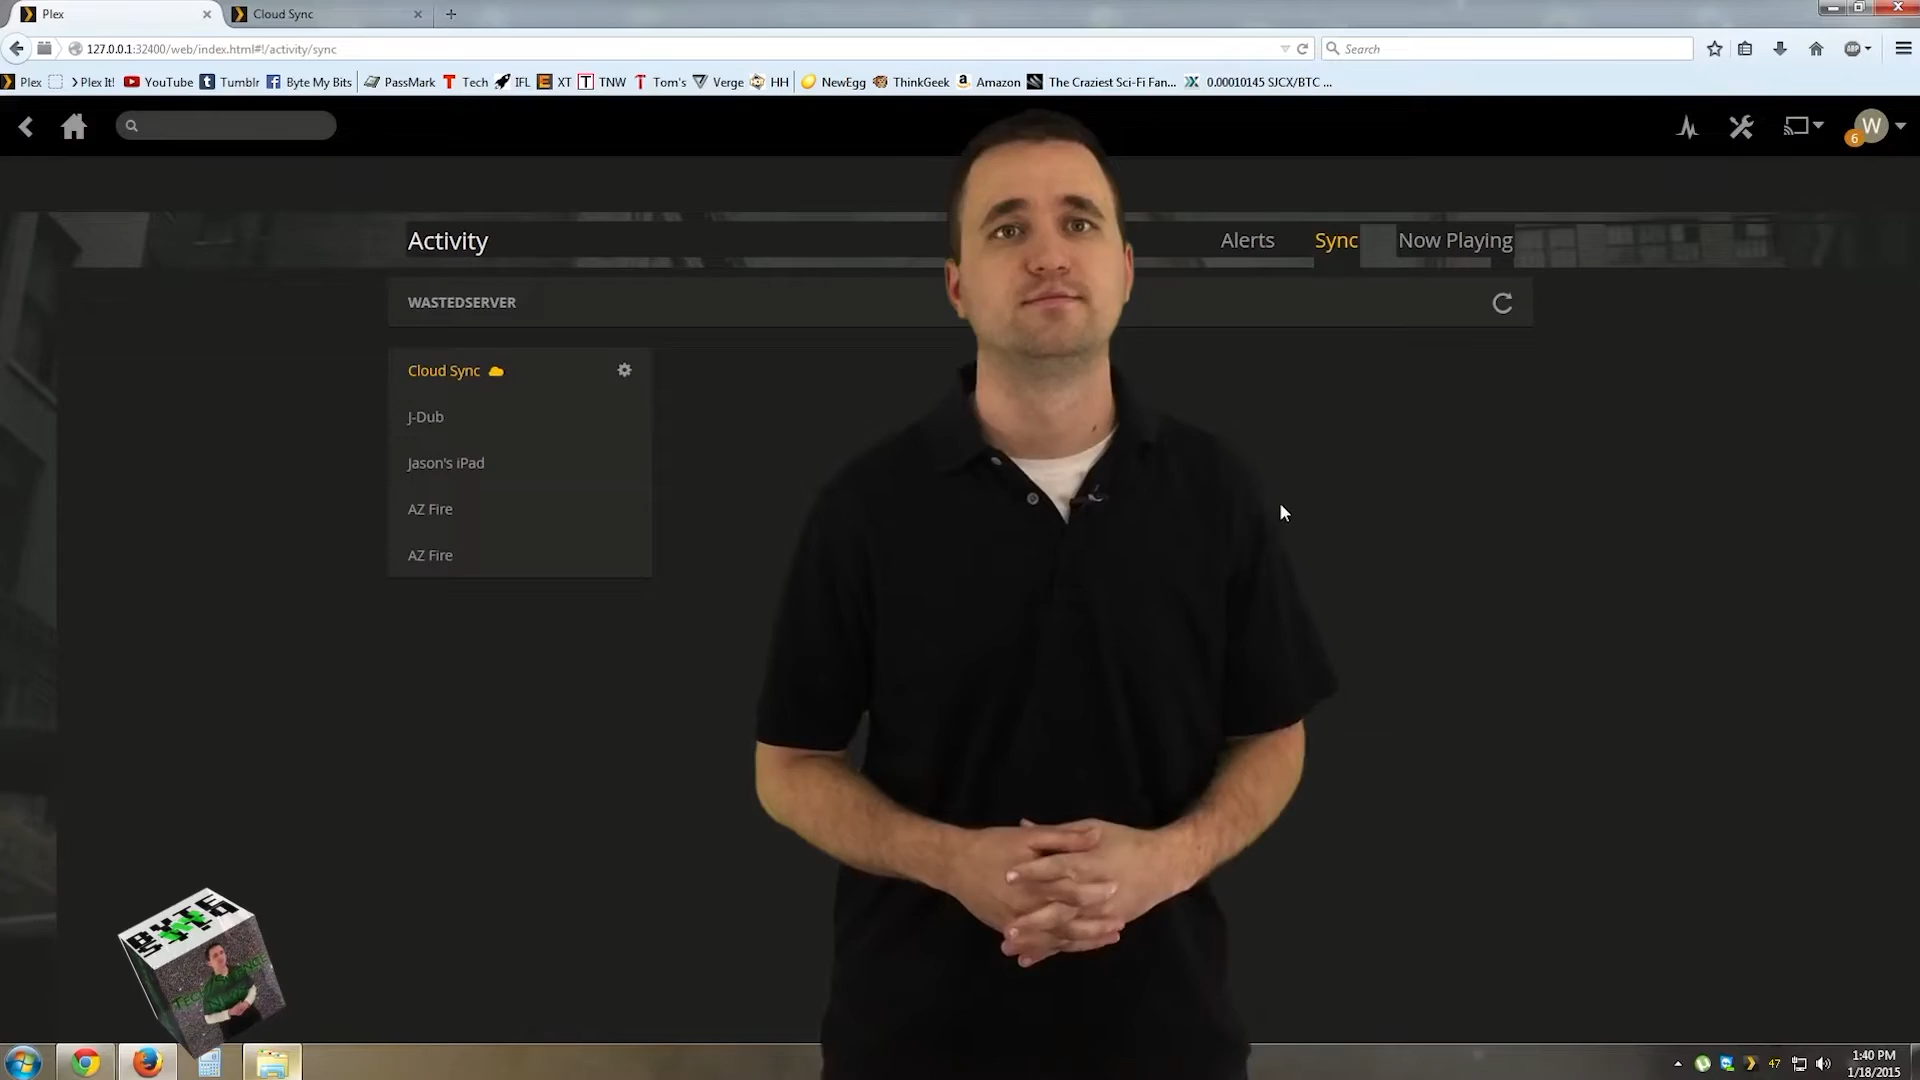 Plex
Cloud Sync
127.0.0.1:32400/web/index.html#!/activity/sync
Search
ABP
Plex
>Plex It!
YouTube
Tumblr
Byte My Bits
PassMark
Tech
IFL
XT
TNW
Tom's
Verge
HH
NewEgg
ThinkGeek
Amazon
The Craziest Sci-Fi Fan...
0.00010145 SJCX/BTC ...
W
6
Activity
Alerts
Sync
Now Playing
WASTEDSERVER
Cloud Sync
J-Dub
Jason's iPad
AZ Fire
AZ Fire
47
1:40 PM
1/18/2015